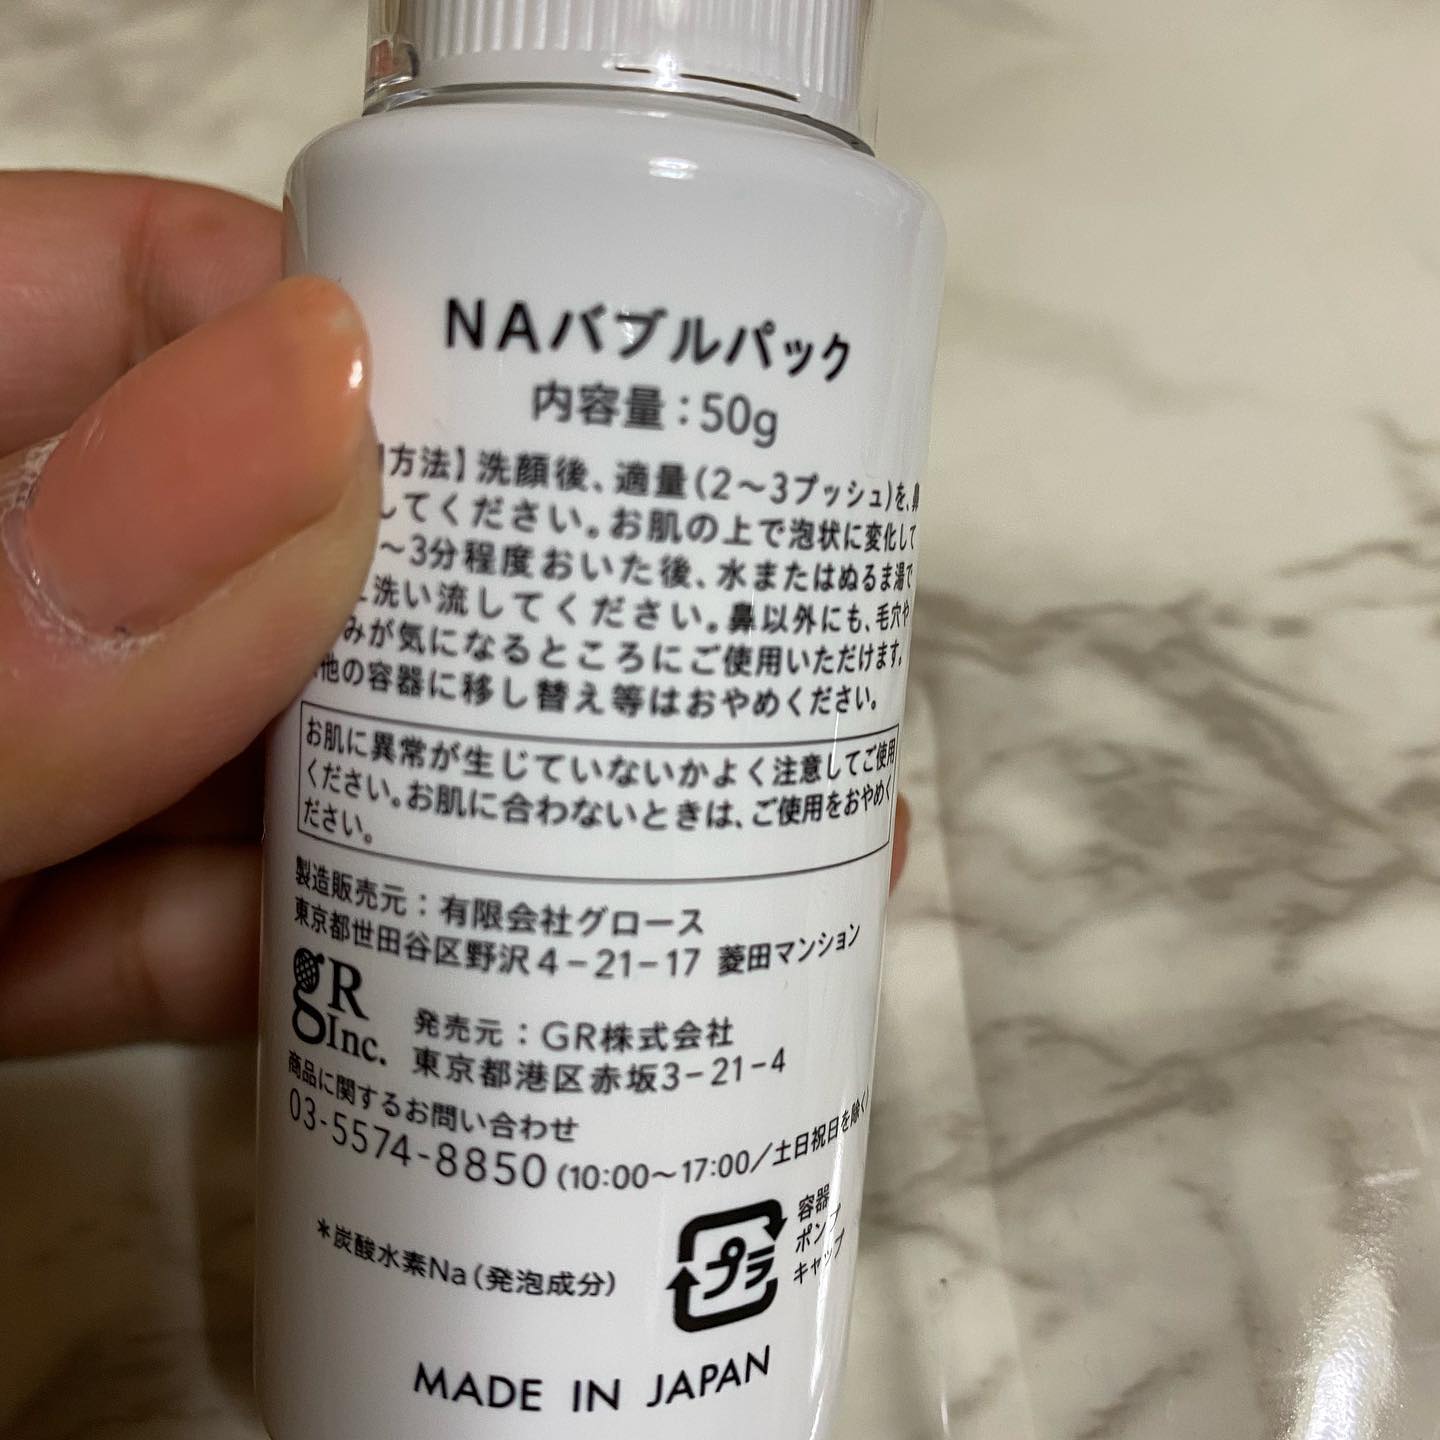 NAバブルパック
内容量：50g
方法】洗顔後、適量(2～3プッシュ)を、鼻
してください。お肌の上で泡状に変化して
～3分程度おいた後、水またはぬるま湯で
洗い流してください。鼻以外にも、毛穴や
みが気になるところにご使用いただけます。
他の容器に移し替え等はおやめください。
お肌に異常が生じていないかよく注意してご使用
ください。お肌に合わないときは、ご使用をおやめく
ださい。
製造販売元：有限会社グロース
東京都世田谷区野沢4-21-17 菱田マンション
gR
Inc.
発売元：GR株式会社
東京都港区赤坂3-21-4
商品に関するお問い合わせ
03-5574-8850(10:00～17:00/土日祝日を除く)
*炭酸水素Na(発泡成分)
プラ
容器
ポンプ
キャップ
MADE IN JAPAN